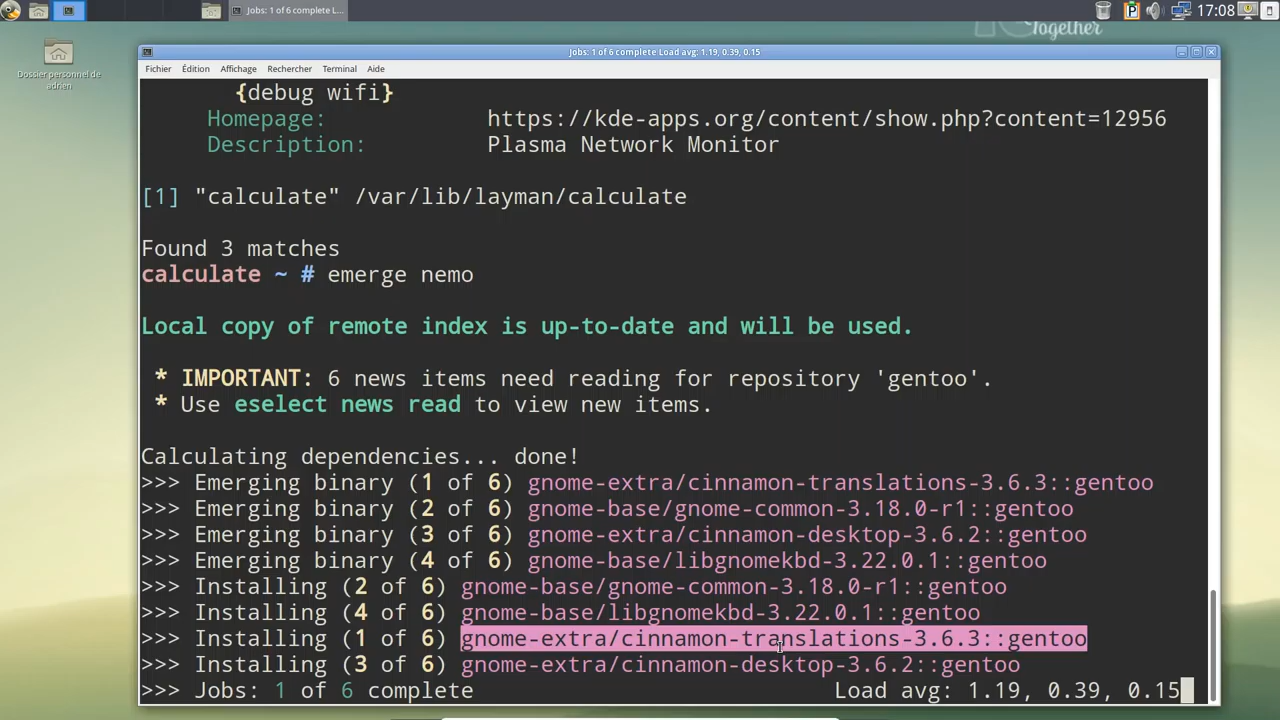 Jobs: 1 of 6 complete L...
17:08
Together
Dossier personnel de
adrien
Jobs: 1 of 6 complete Load avg: 1.19, 0.39, 0.15
Fichier Édition Affichage Rechercher Terminal Aide
{debug wifi}
Homepage: https://kde-apps.org/content/show.php?content=12956
Description: Plasma Network Monitor
[1] "calculate" /var/lib/layman/calculate
Found 3 matches
calculate ~ # emerge nemo
Local copy of remote index is up-to-date and will be used.
* IMPORTANT: 6 news items need reading for repository 'gentoo'.
* Use eselect news read to view new items.
Calculating dependencies... done!
>>> Emerging binary (1 of 6) gnome-extra/cinnamon-translations-3.6.3::gentoo
>>> Emerging binary (2 of 6) gnome-base/gnome-common-3.18.0-r1::gentoo
>>> Emerging binary (3 of 6) gnome-extra/cinnamon-desktop-3.6.2::gentoo
>>> Emerging binary (4 of 6) gnome-base/libgnomekbd-3.22.0.1::gentoo
>>> Installing (2 of 6) gnome-base/gnome-common-3.18.0-r1::gentoo
>>> Installing (4 of 6) gnome-base/libgnomekbd-3.22.0.1::gentoo
>>> Installing (1 of 6) gnome-extra/cinnamon-translations-3.6.3::gentoo
>>> Installing (3 of 6) gnome-extra/cinnamon-desktop-3.6.2::gentoo
>>> Jobs: 1 of 6 complete Load avg: 1.19, 0.39, 0.15